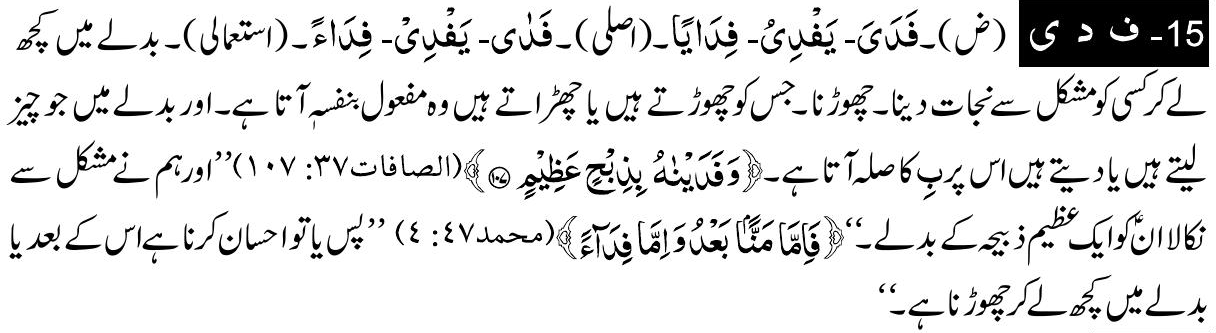 15- ف د ی (ض)۔ فَدَیَ- یَفْدِیُ- فِدَایًا۔ (اصلی)۔ فَدٰی- یَفْدِیْ- فِدَاءً۔ (استعمالی)۔ بدلے میں کچھ
لے کر کسی کو مشکل سے نجات دینا۔ چھوڑنا۔ جس کو چھوڑتے ہیں یا چھڑاتے ہیں وہ مفعول بنفسہٖ آتا ہے۔ اور بدلے میں جو چیز
لیتے ہیں یا دیتے ہیں اس پر بِ کا صلہ آتا ہے۔ ﴿وَفَدَیْنٰهُ بِذِبْحٍ عَظِیْمٍ ۝۱۰۷﴾ (الصافات۳۷: ۱۰۷) ’’اور ہم نے مشکل سے
نکالا انؑ کو ایک عظیم ذبیحہ کے بدلے۔‘‘ ﴿فَاِمَّا مَنًّۢا بَعْدُ وَاِمَّا فِدَآءً﴾ (محمد٤٧: ٤) ’’پس یا تو احسان کرنا ہے اس کے بعد یا
بدلے میں کچھ لے کر چھوڑنا ہے۔‘‘